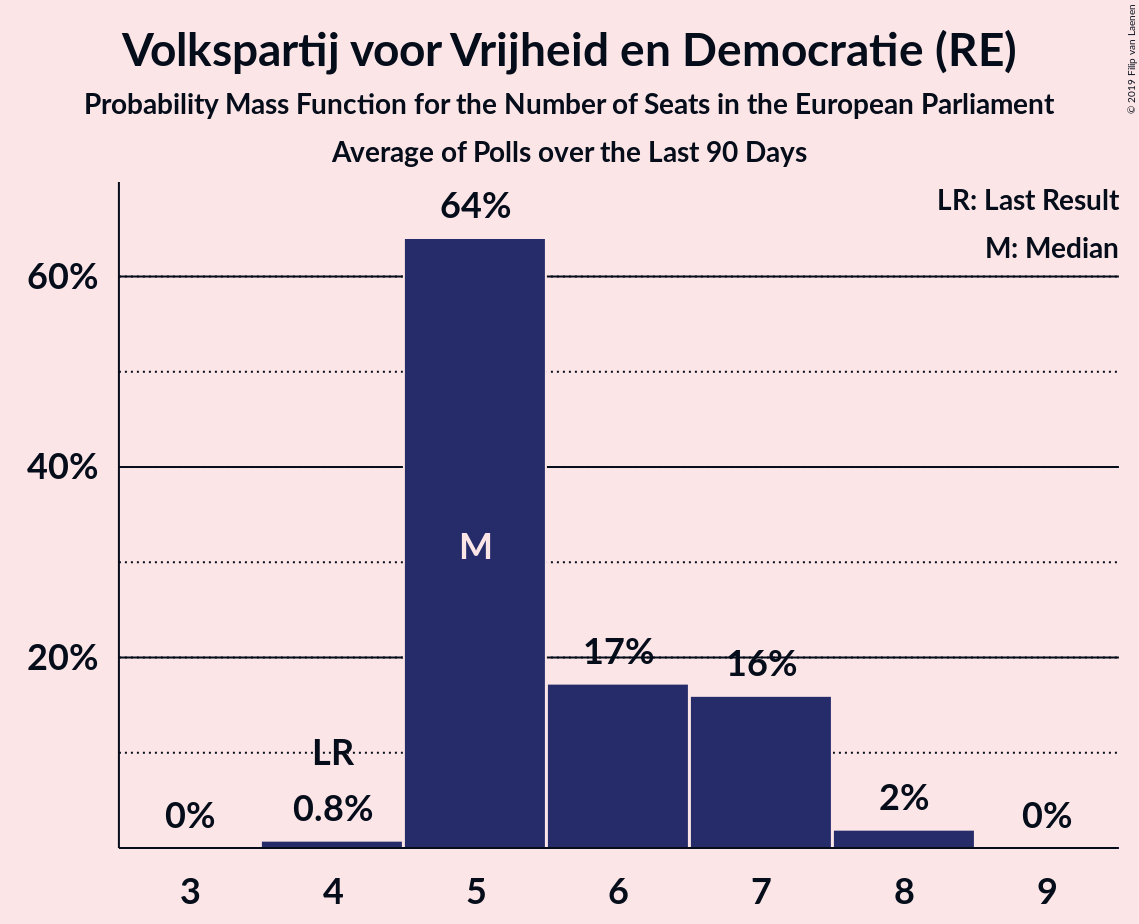 Volkspartij voor Vrijheid en Democratie (RE)
Probability Mass Function for the Number of Seats in the European Parliament
Average of Polls over the Last 90 Days
© 2019 Filip van Laenen
LR: Last Result
M: Median
64%
60%
40%
M
20%
17%
16%
LR
0%
0.8%
2%
0%
3 4 5 6 7 8 9